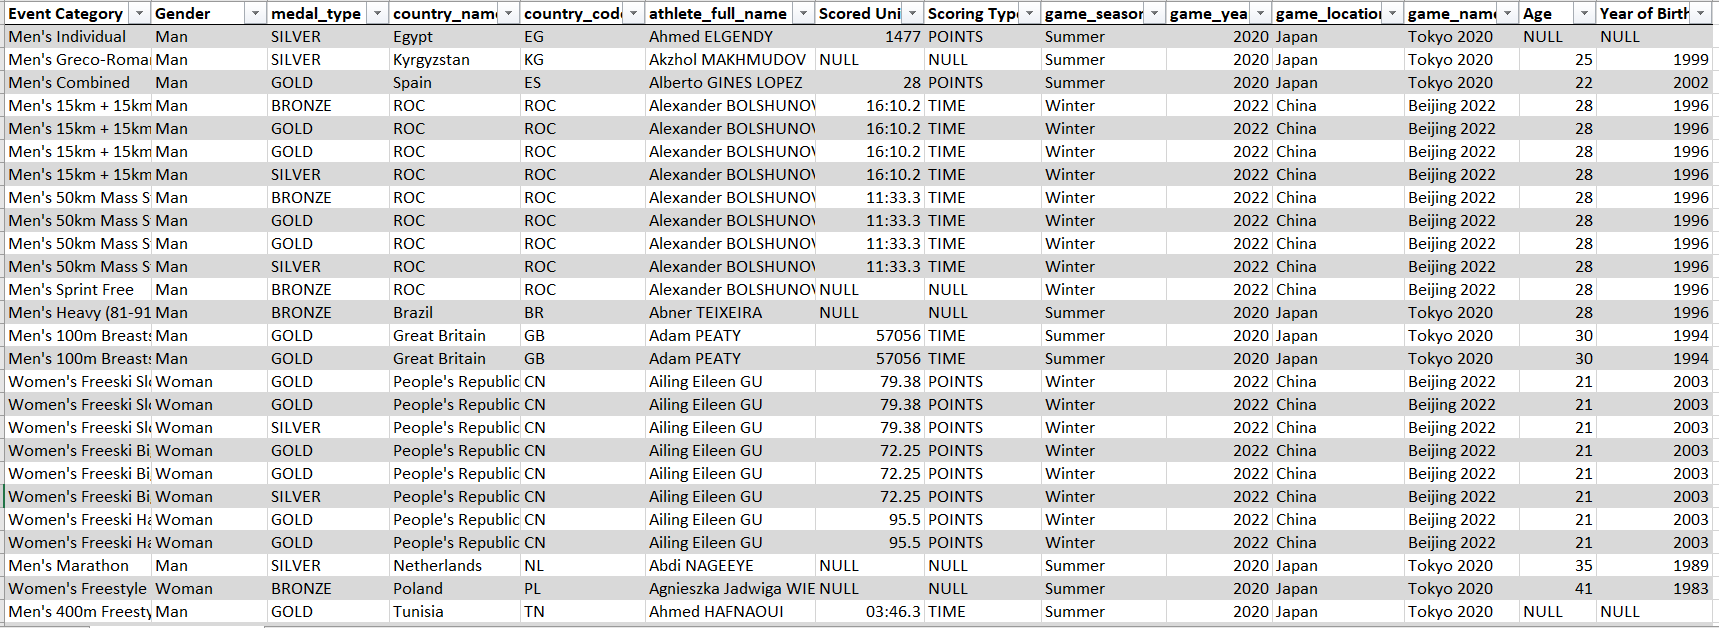 Event Category Gender medal_type country_nam country_cod athlete_full_name Scored Uni Scoring Typ game_season game_yea game_location game_name Age Year of Birth
Men's Individual Man SILVER Egypt EG Ahmed ELGENDY 1477 POINTS Summer 2020 Japan Tokyo 2020 NULL NULL
Men's Greco-Roma Man SILVER Kyrgyzstan KG Akzhol MAKHMUDOV NULL NULL Summer 2020 Japan Tokyo 2020 25 1999
Men's Combined Man GOLD Spain ES Alberto GINES LOPEZ 28 POINTS Summer 2020 Japan Tokyo 2020 22 2002
Men's 15km + 15km Man BRONZE ROC ROC Alexander BOLSHUNOV 16:10.2 TIME Winter 2022 China Beijing 2022 28 1996
Men's 15km + 15km Man GOLD ROC ROC Alexander BOLSHUNOV 16:10.2 TIME Winter 2022 China Beijing 2022 28 1996
Men's 15km + 15km Man GOLD ROC ROC Alexander BOLSHUNOV 16:10.2 TIME Winter 2022 China Beijing 2022 28 1996
Men's 15km + 15km Man SILVER ROC ROC Alexander BOLSHUNOV 16:10.2 TIME Winter 2022 China Beijing 2022 28 1996
Men's 50km Mass S Man BRONZE ROC ROC Alexander BOLSHUNOV 11:33.3 TIME Winter 2022 China Beijing 2022 28 1996
Men's 50km Mass S Man GOLD ROC ROC Alexander BOLSHUNOV 11:33.3 TIME Winter 2022 China Beijing 2022 28 1996
Men's 50km Mass S Man GOLD ROC ROC Alexander BOLSHUNOV 11:33.3 TIME Winter 2022 China Beijing 2022 28 1996
Men's 50km Mass S Man SILVER ROC ROC Alexander BOLSHUNOV 11:33.3 TIME Winter 2022 China Beijing 2022 28 1996
Men's Sprint Free Man BRONZE ROC ROC Alexander BOLSHUNOV NULL NULL Winter 2022 China Beijing 2022 28 1996
Men's Heavy (81-91 Man BRONZE Brazil BR Abner TEIXEIRA NULL NULL Summer 2020 Japan Tokyo 2020 28 1996
Men's 100m Breasts Man GOLD Great Britain GB Adam PEATY 57056 TIME Summer 2020 Japan Tokyo 2020 30 1994
Men's 100m Breasts Man GOLD Great Britain GB Adam PEATY 57056 TIME Summer 2020 Japan Tokyo 2020 30 1994
Women's Freeski Slo Woman GOLD People's Republic CN Ailing Eileen GU 79.38 POINTS Winter 2022 China Beijing 2022 21 2003
Women's Freeski Slo Woman GOLD People's Republic CN Ailing Eileen GU 79.38 POINTS Winter 2022 China Beijing 2022 21 2003
Women's Freeski Slo Woman SILVER People's Republic CN Ailing Eileen GU 79.38 POINTS Winter 2022 China Beijing 2022 21 2003
Women's Freeski Bi Woman GOLD People's Republic CN Ailing Eileen GU 72.25 POINTS Winter 2022 China Beijing 2022 21 2003
Women's Freeski Bi Woman GOLD People's Republic CN Ailing Eileen GU 72.25 POINTS Winter 2022 China Beijing 2022 21 2003
Women's Freeski Bi Woman SILVER People's Republic CN Ailing Eileen GU 72.25 POINTS Winter 2022 China Beijing 2022 21 2003
Women's Freeski Ha Woman GOLD People's Republic CN Ailing Eileen GU 95.5 POINTS Winter 2022 China Beijing 2022 21 2003
Women's Freeski Ha Woman GOLD People's Republic CN Ailing Eileen GU 95.5 POINTS Winter 2022 China Beijing 2022 21 2003
Men's Marathon Man SILVER Netherlands NL Abdi NAGEEYE NULL NULL Summer 2020 Japan Tokyo 2020 35 1989
Women's Freestyle Woman BRONZE Poland PL Agnieszka Jadwiga WIE NULL NULL Summer 2020 Japan Tokyo 2020 41 1983
Men's 400m Freesty Man GOLD Tunisia TN Ahmed HAFNAOUI 03:46.3 TIME Summer 2020 Japan Tokyo 2020 NULL NULL